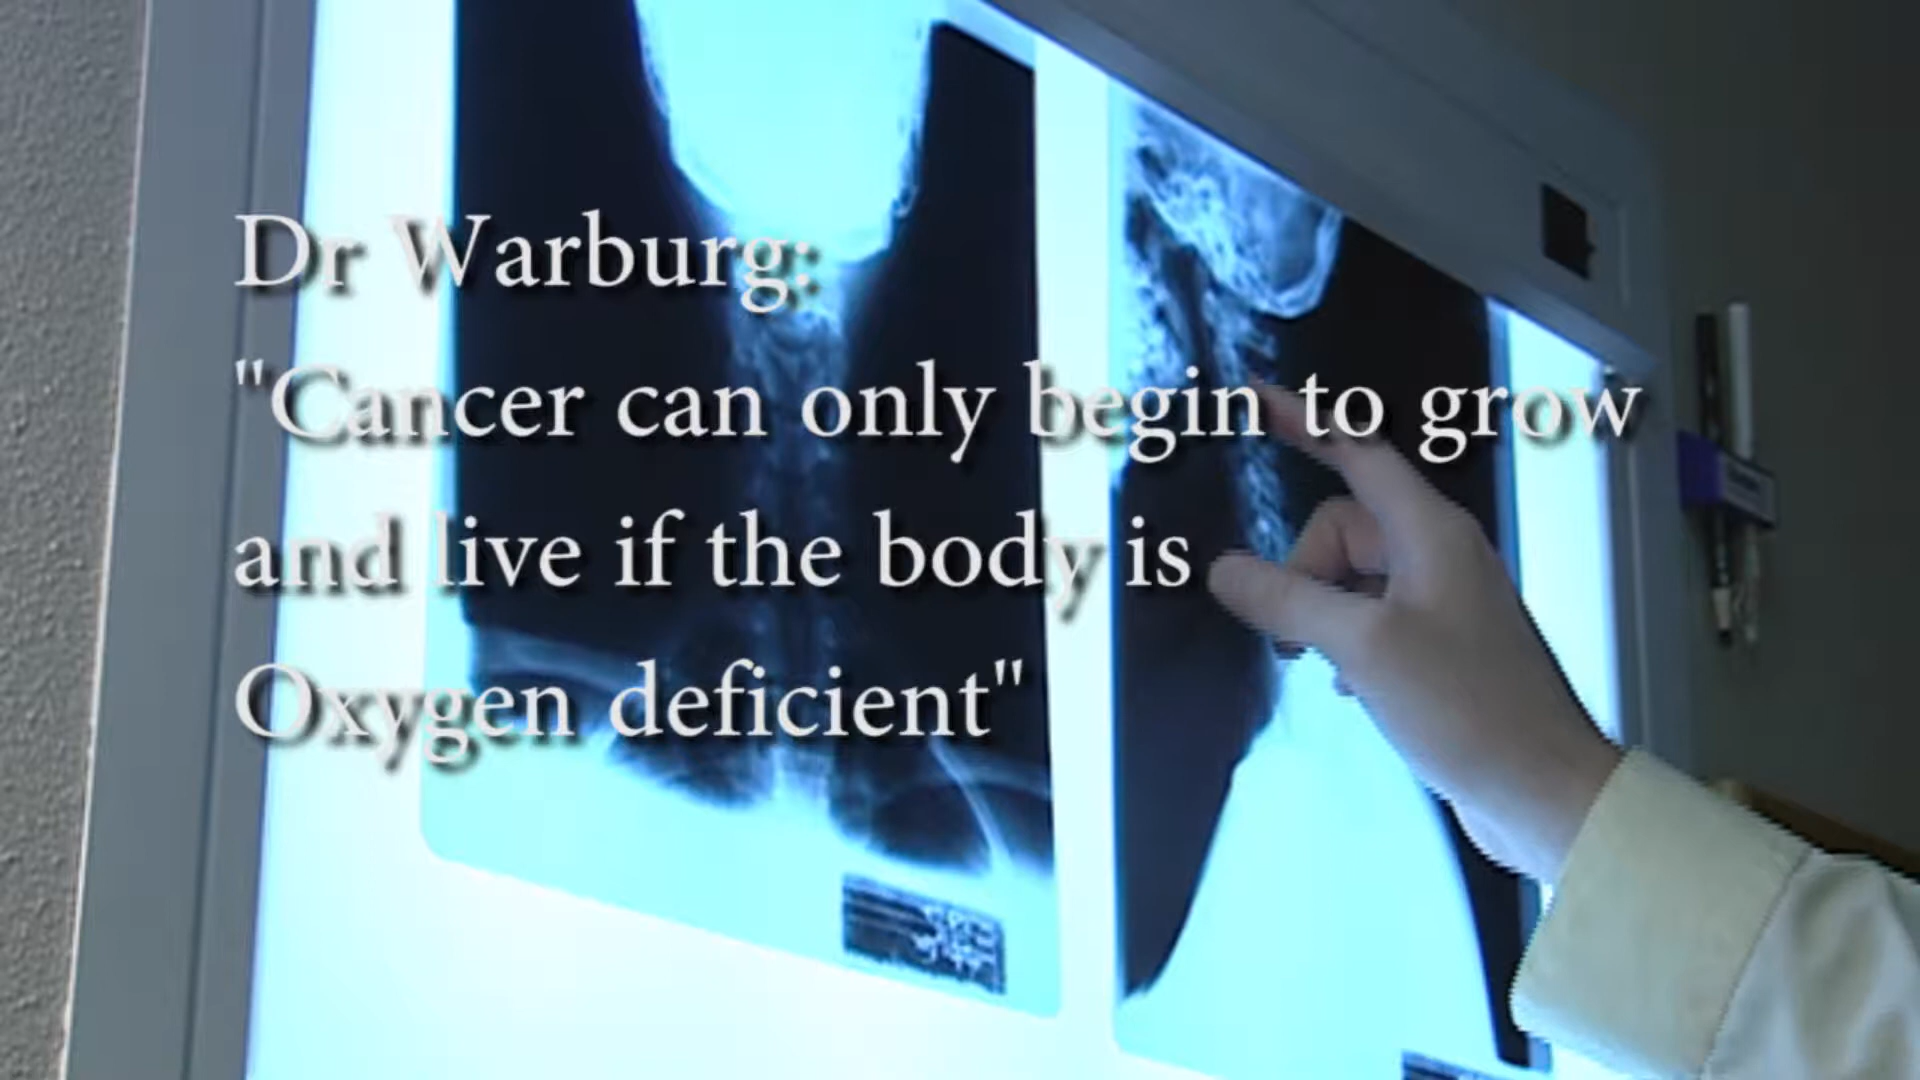 Dr Warburg:
"Cancer can only begin to grow
and live if the body is
Oxygen deficient"